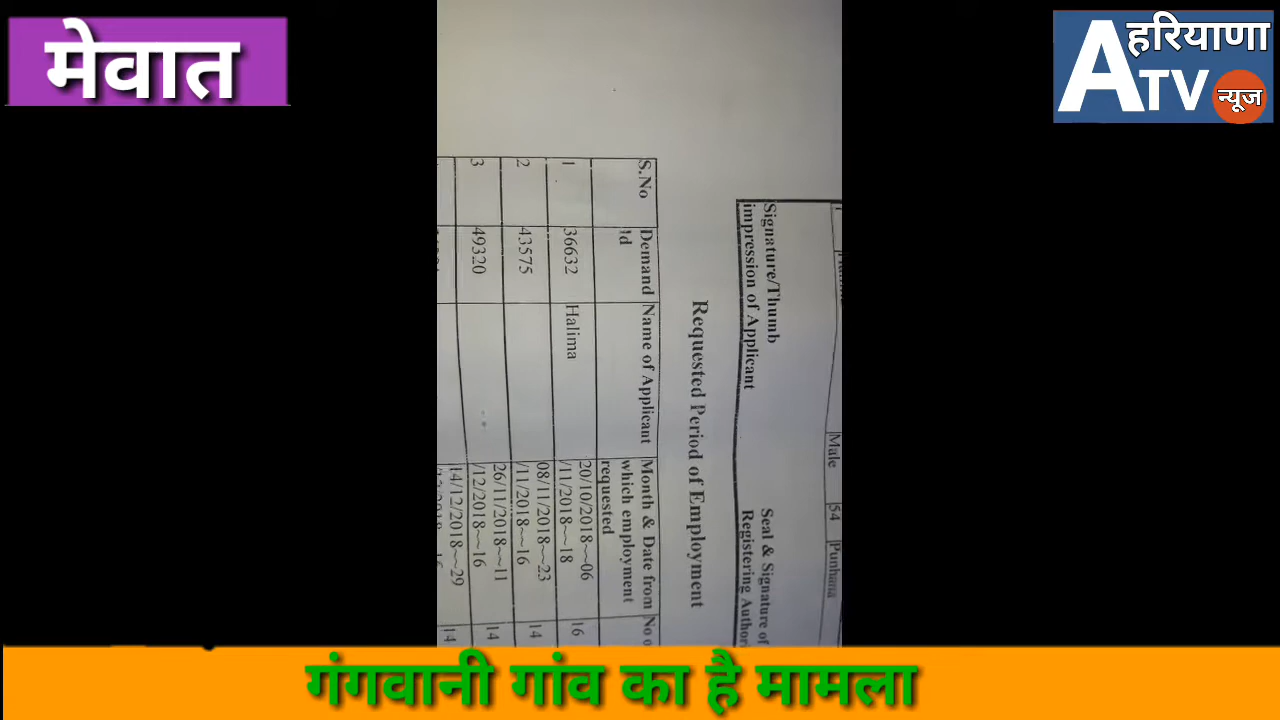 मेवात
A हरियाणा
TV न्यूज
Male 54 Punhana
Signature/Thumb
impression of Applicant
Seal & Signature of
Registering
Requested Period of Employment
S.No Demand Id Name of Applicant Month & Date from which employment requested No
1 36632 Halima 20/10/2018~~06 /11/2018~~18 16
2 43575 08/11/2018~~23 /11/2018~~16 14
3 49320 26/11/2018~~11 /12/2018~~16 14
14/12/2018~~29 14
गंगवानी गांव का है मामला